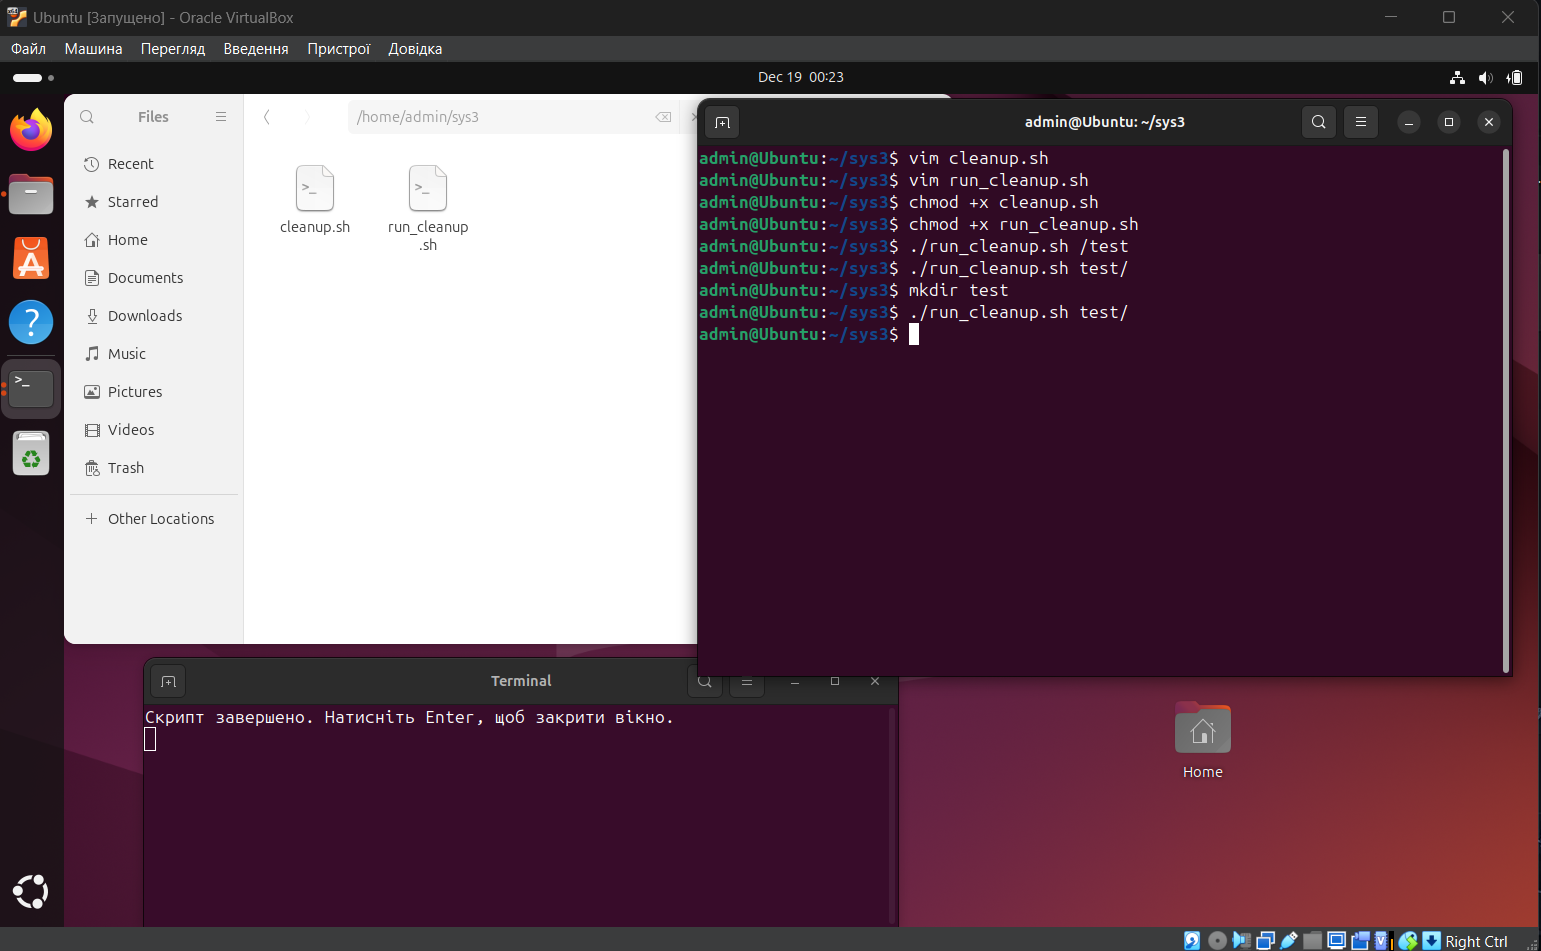 Ubuntu [Запущено] - Oracle VirtualBox
Файл Машина Перегляд Введення Пристрої Довідка
Dec 19 00:23
Files
/home/admin/sys3
Recent
Starred
Home
Documents
Downloads
Music
Pictures
Videos
Trash
Other Locations
cleanup.sh
run_cleanup
.sh
admin@Ubuntu: ~/sys3
admin@Ubuntu:~/sys3$ vim cleanup.sh
admin@Ubuntu:~/sys3$ vim run_cleanup.sh
admin@Ubuntu:~/sys3$ chmod +x cleanup.sh
admin@Ubuntu:~/sys3$ chmod +x run_cleanup.sh
admin@Ubuntu:~/sys3$ ./run_cleanup.sh /test
admin@Ubuntu:~/sys3$ ./run_cleanup.sh test/
admin@Ubuntu:~/sys3$ mkdir test
admin@Ubuntu:~/sys3$ ./run_cleanup.sh test/
admin@Ubuntu:~/sys3$
Terminal
Скрипт завершено. Натисніть Enter, щоб закрити вікно.
Home
Right Ctrl